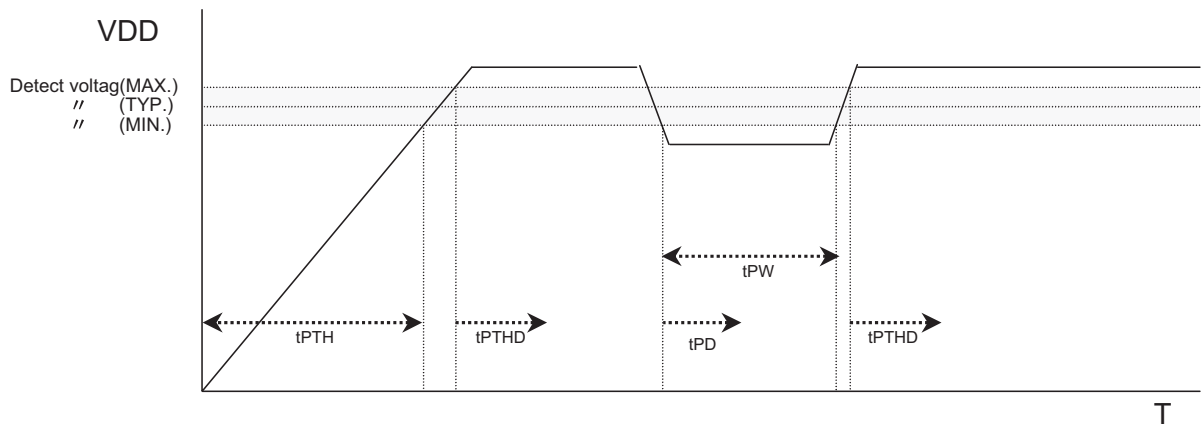 VDD
Detect voltag(MAX.)
〃 (TYP.)
〃 (MIN.)
tPW
tPTH
tPTHD
tPD
tPTHD
T